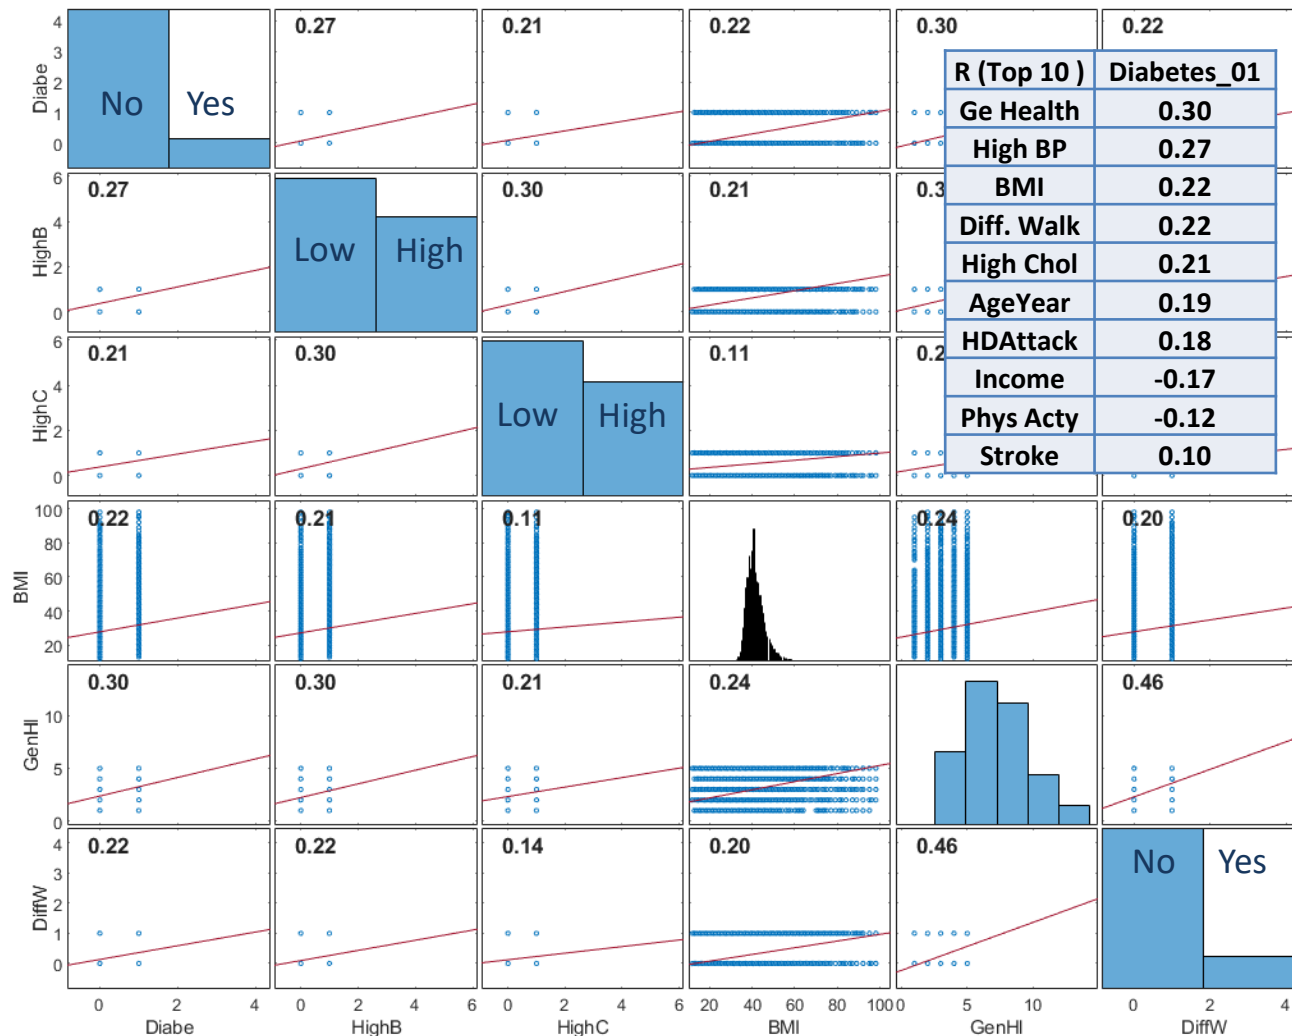 4 0.27 0.21 0.22 0.30 0.22
3
2
1
0
Diabe
No Yes
R (Top 10 ) Diabetes_01
Ge Health 0.30
High BP 0.27
BMI 0.22
Diff. Walk 0.22
High Chol 0.21
AgeYear 0.19
HDAttack 0.18
Income -0.17
Phys Acty -0.12
Stroke 0.10
6 0.27 0.30 0.21 0.3
4
2
0
HighB
Low High
6 0.21 0.30 0.11 0.2
4
2
0
HighC
Low High
100 0.22 0.21 0.11 0.24 0.20
80
60
40
20
BMI
0.30 0.30 0.21 0.24 0.46
10
5
0
GenHl
4 0.22 0.22 0.14 0.20 0.46
3
2
1
0
DiffW
No Yes
0 2 4 0 2 4 6 0 2 4 6 20 40 60 80 100 0 5 10 0 2 4
Diabe HighB HighC BMI GenHl DiffW